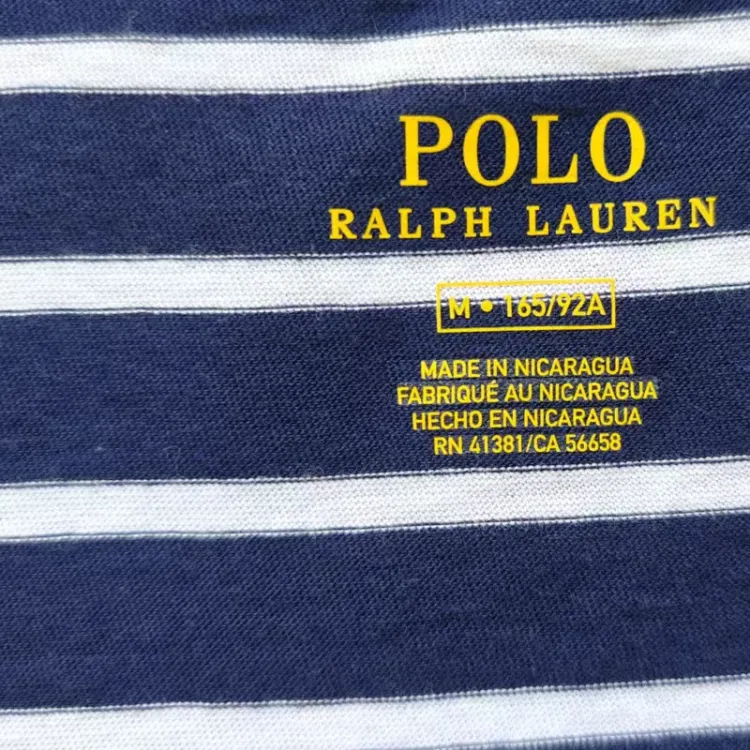 POLO
RALPH LAUREN
M • 165/92A
MADE IN NICARAGUA
FABRIQUÉ AU NICARAGUA
HECHO EN NICARAGUA
RN 41381/CA 56658